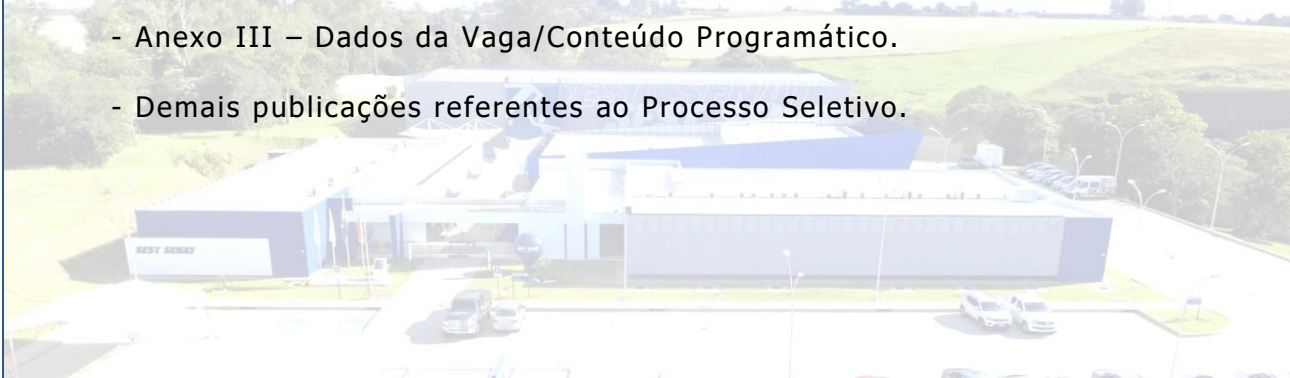 - Anexo III – Dados da Vaga/Conteúdo Programático.
- Demais publicações referentes ao Processo Seletivo.
SEST SENAT